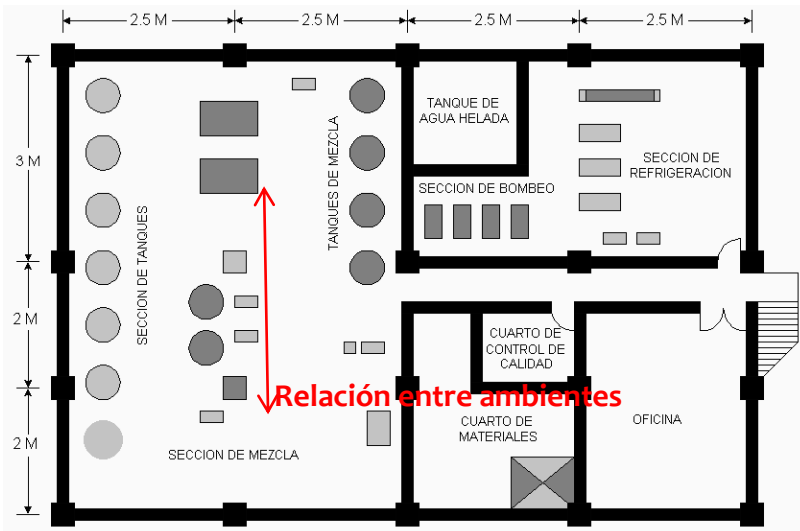 2.5 M
2.5 M
2.5 M
2.5 M
3 M
2 M
2 M
SECCION DE TANQUES
TANQUES DE MEZCLA
TANQUE DE
AGUA HELADA
SECCION DE BOMBEO
SECCION DE
REFRIGERACION
CUARTO DE
CONTROL DE
CALIDAD
Relación entre ambientes
CUARTO DE
MATERIALES
OFICINA
SECCION DE MEZCLA